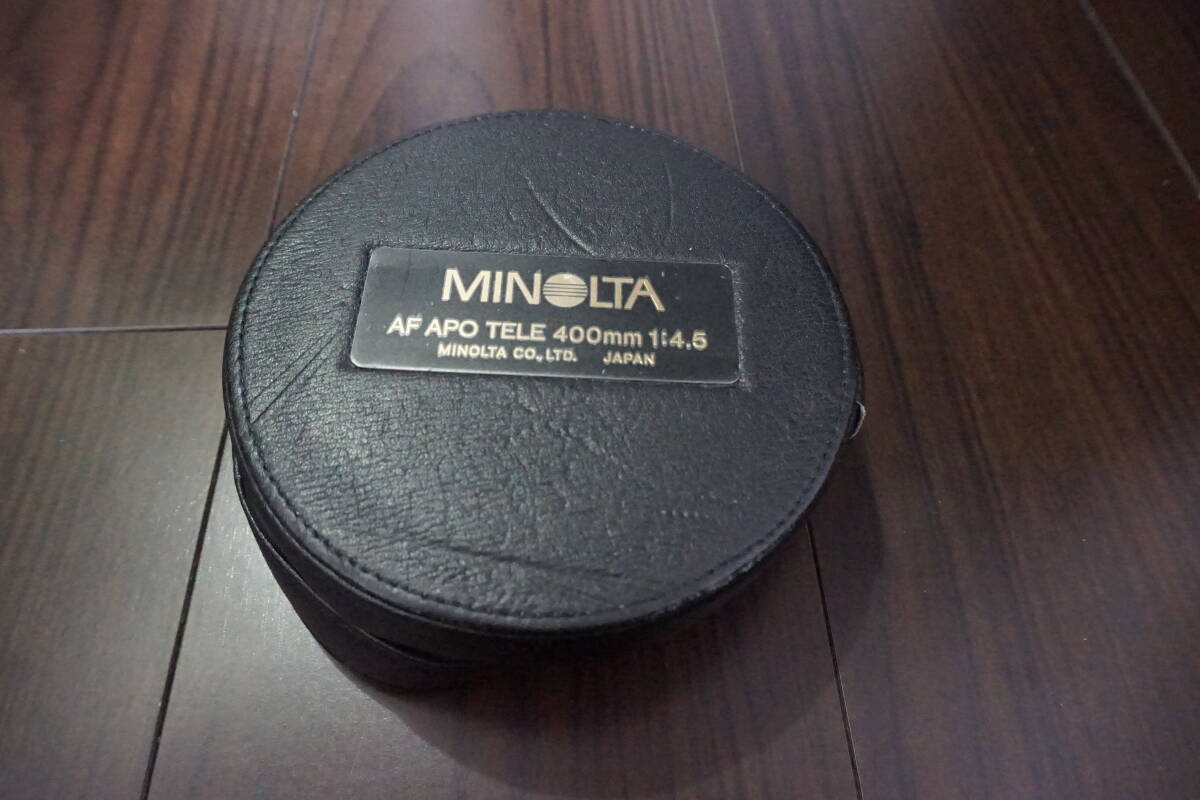 MINOLTA
AF APO TELE 400mm 1:4.5
MINOLTA CO., LTD. JAPAN